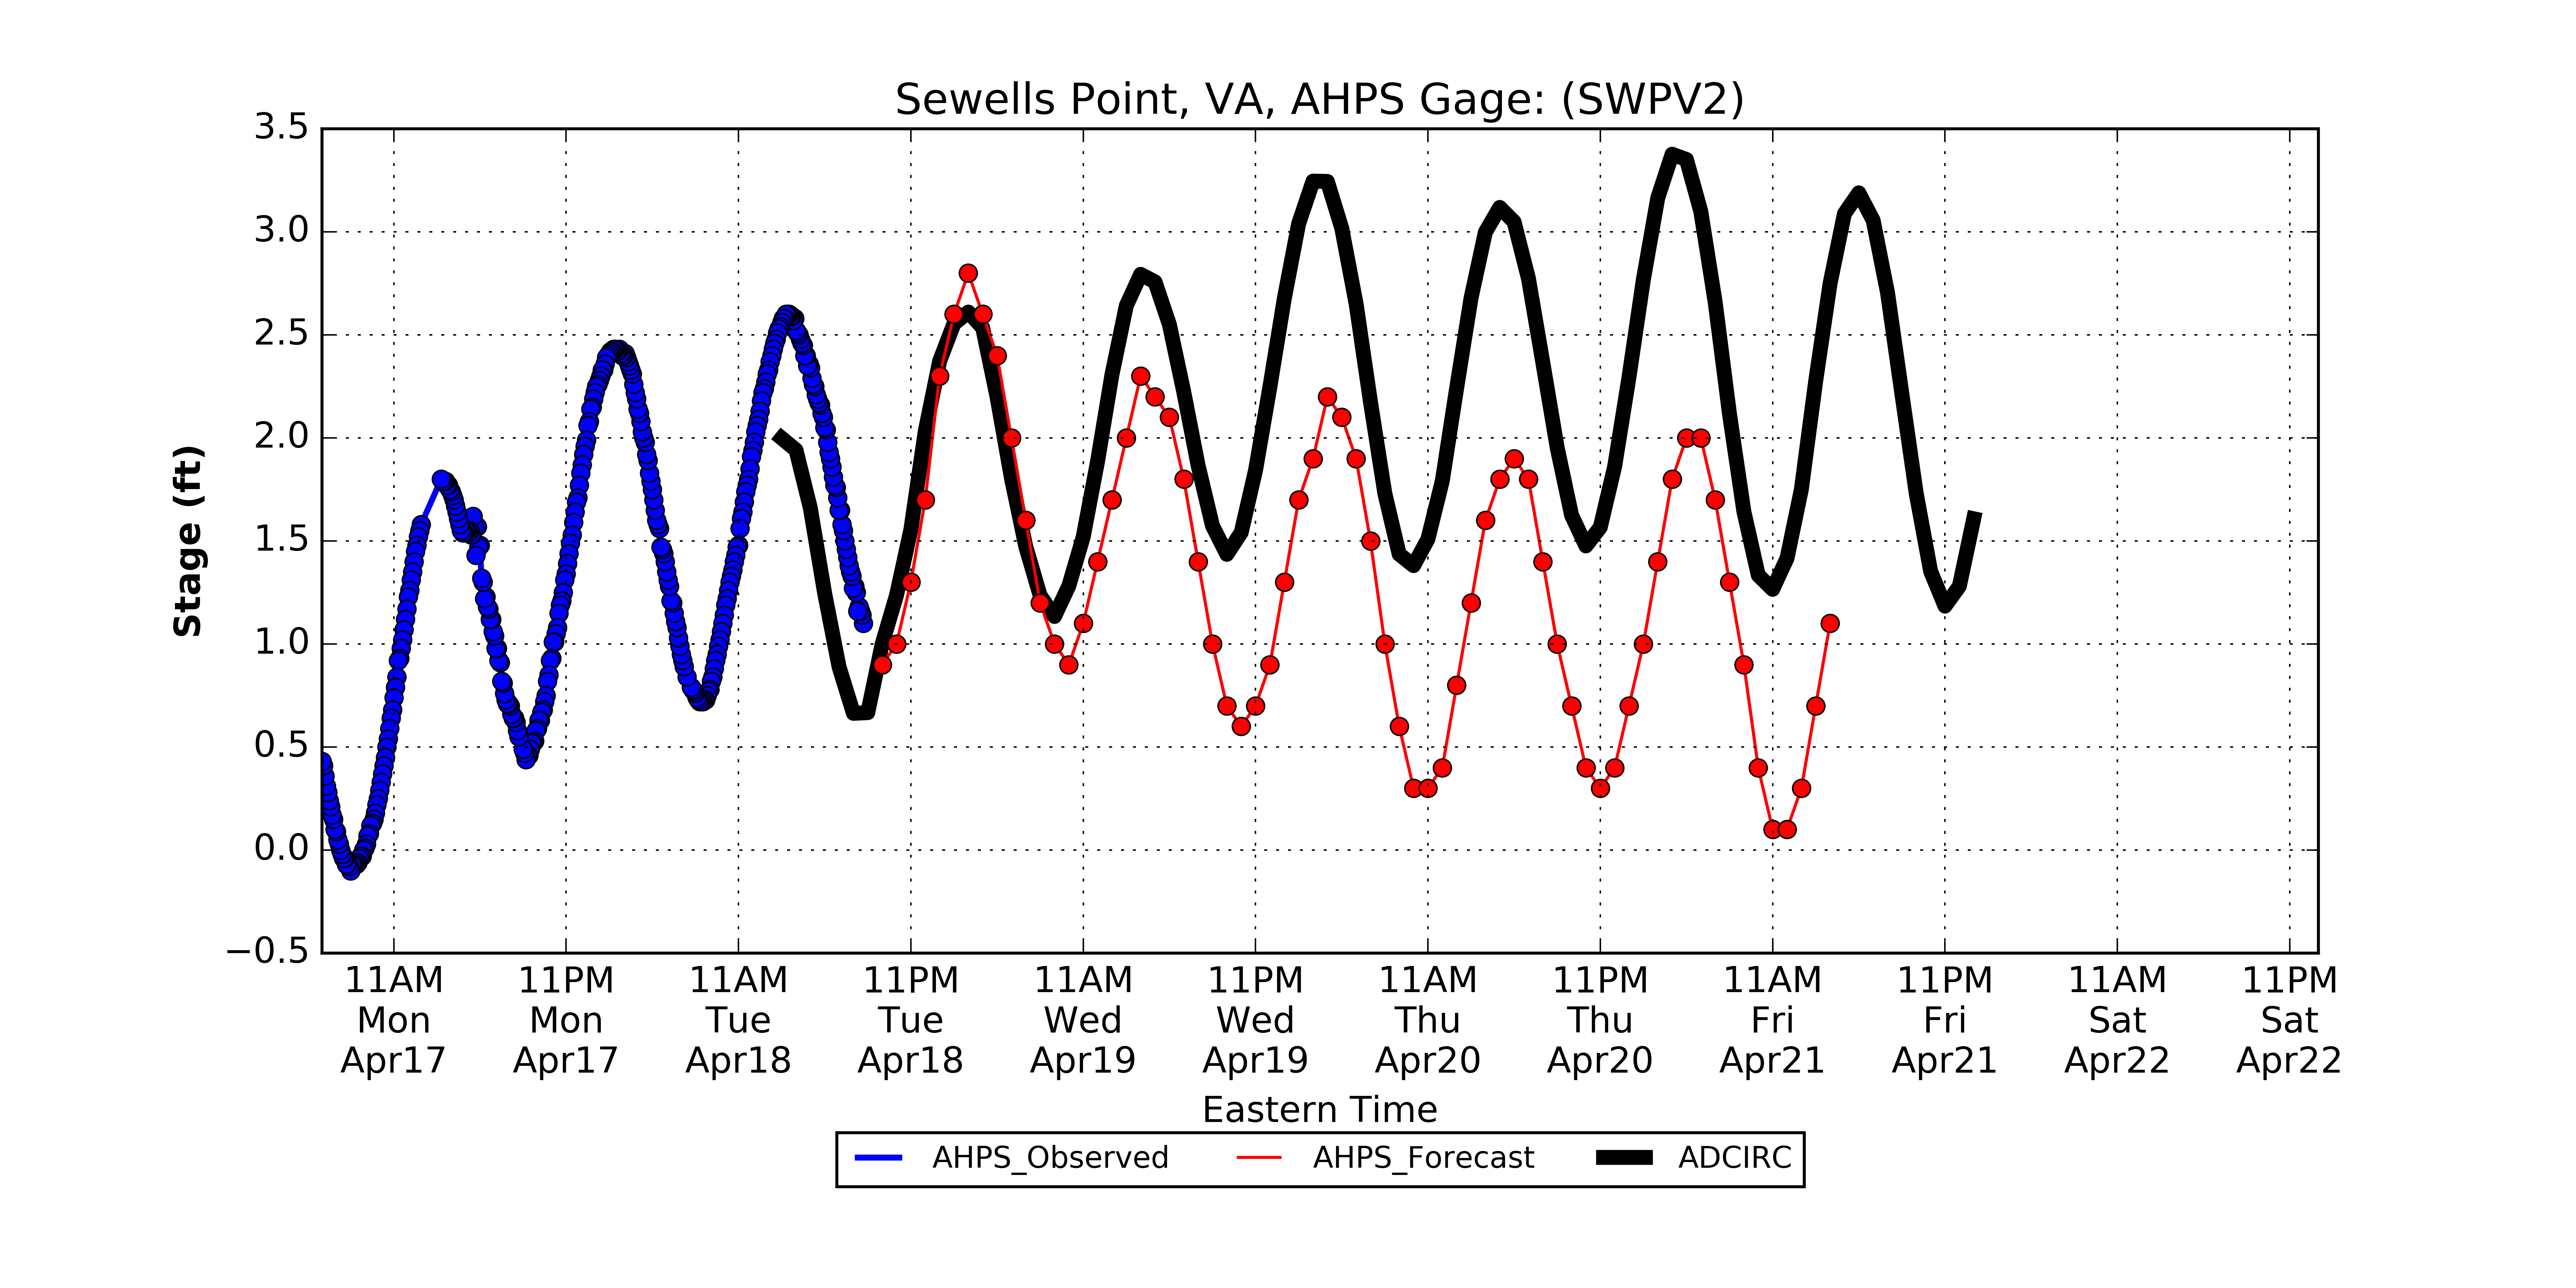 Sewells Point, VA, AHPS Gage: (SWPV2)
Stage (ft)
3.5
3.0
2.5
2.0
1.5
1.0
0.5
0.0
−0.5
11AM 11PM 11AM 11PM 11AM 11PM 11AM 11PM 11AM 11PM 11AM 11PM
Mon Mon Tue Tue Wed Wed Thu Thu Fri Fri Sat Sat
Apr17 Apr17 Apr18 Apr18 Apr19 Apr19 Apr20 Apr20 Apr21 Apr21 Apr22 Apr22
Eastern Time
AHPS_Observed AHPS_Forecast ADCIRC